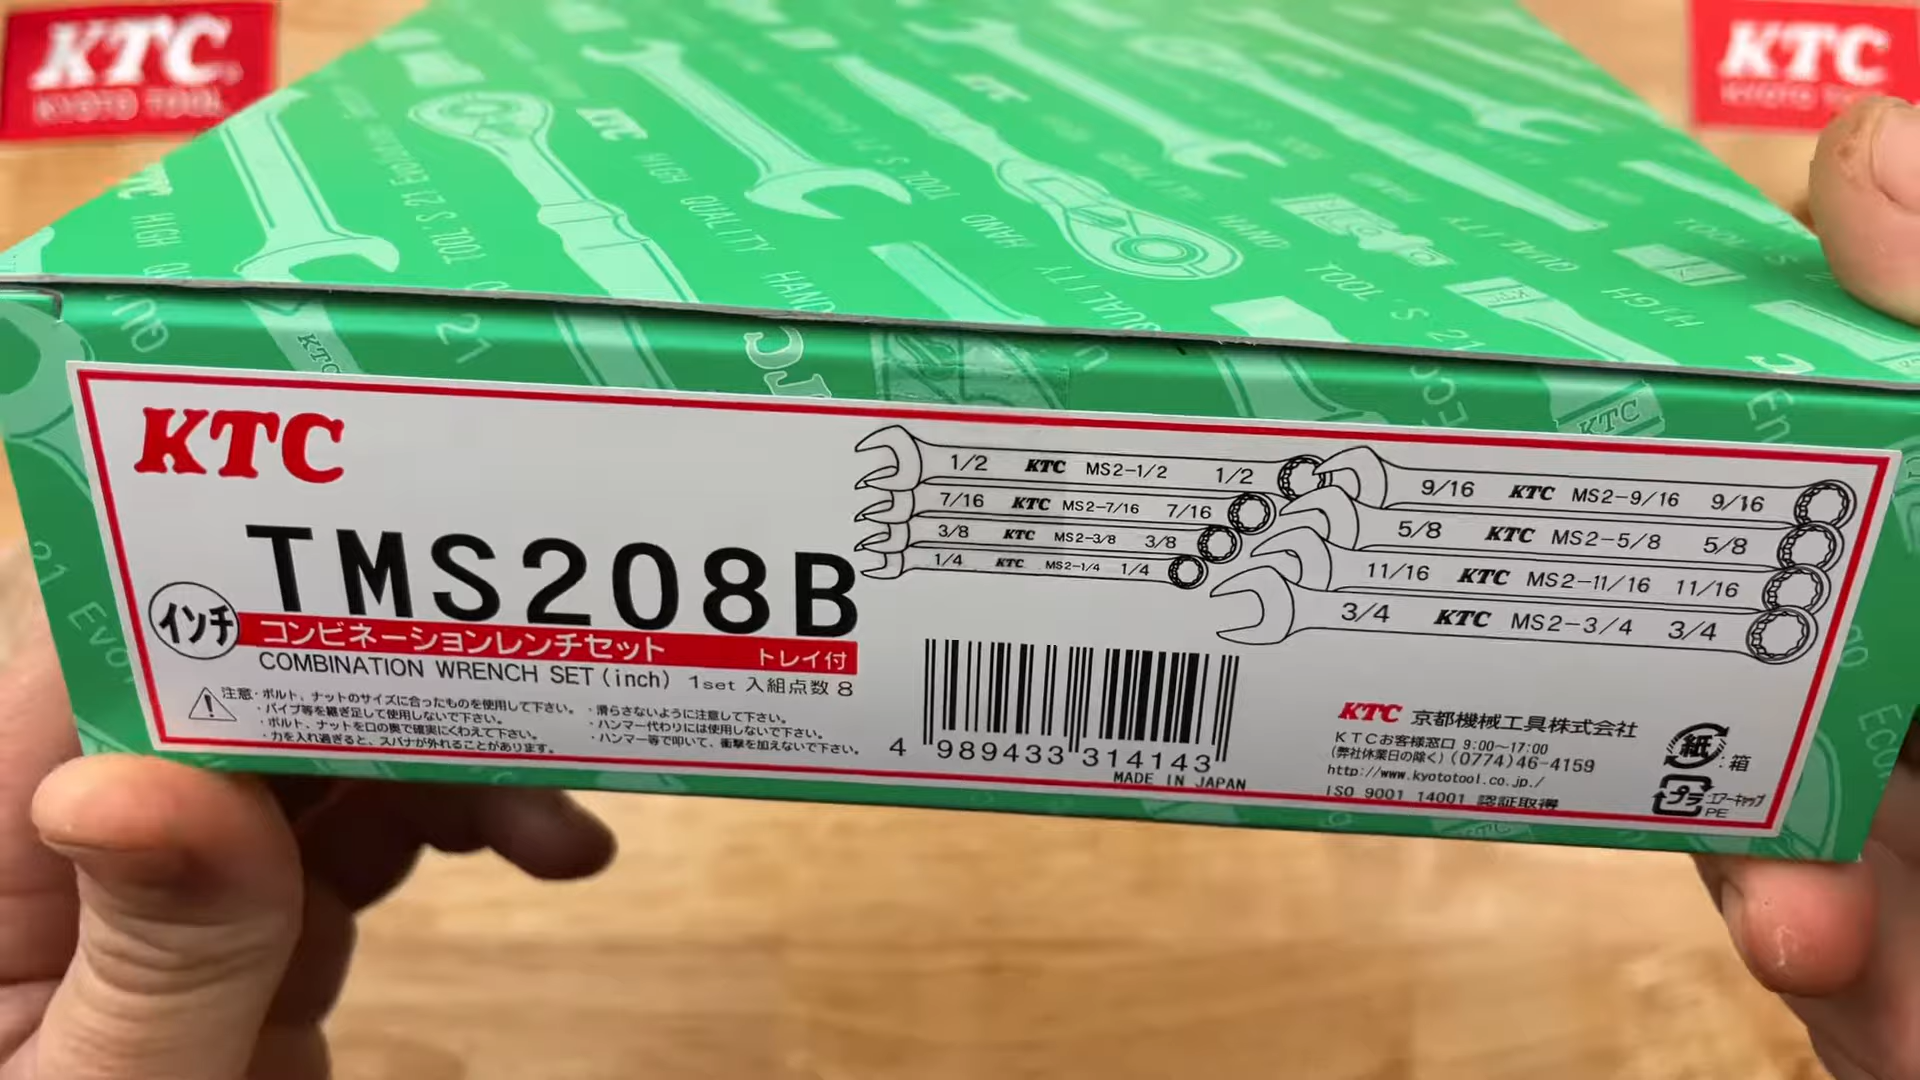 KTC
KYOTO TOOL
KTC
KTC
HIGH QUALITY HAND
TOOL'S 21
HIGH
KTC
KTC
KTC
TMS208B
インチ
コンビネーションレンチセット トレイ付
COMBINATION WRENCH SET (inch) 1set 入組点数 8
注意・ボルト、ナットのサイズに合ったものを使用して下さい。
・パイプ等を継ぎ足して使用しないで下さい。
・ボルト、ナットを口の奥で確実にくわえて下さい。
・力を入れ過ぎると、スパナが外れることがあります。
・滑らさないように注意して下さい。
・ハンマー代わりには使用しないで下さい。
・ハンマー等で叩いて、衝撃を加えないで下さい。
1/2 KTC MS2-1/2 1/2
7/16 KTC MS2-7/16 7/16
3/8 KTC MS2-3/8 3/8
1/4 KTC MS2-1/4 1/4
9/16 KTC MS2-9/16 9/16
5/8 KTC MS2-5/8 5/8
11/16 KTC MS2-11/16 11/16
3/4 KTC MS2-3/4 3/4
4 989433 314143
MADE IN JAPAN
KTC 京都機械工具株式会社
KTCお客様窓口 9:00〜17:00
(弊社休業日の除く) (0774)46-4159
http://www.kyototool.co.jp./
ISO 9001 14001 認証取得
紙 : 箱
プラ : エアーキャップ
PE